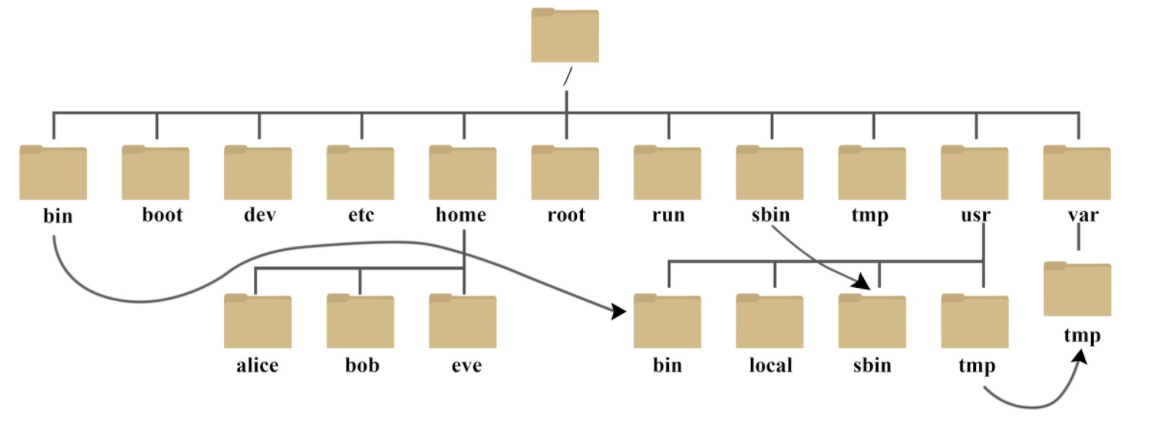 /
bin boot dev etc home root run sbin tmp usr var
tmp
alice bob eve bin local sbin tmp